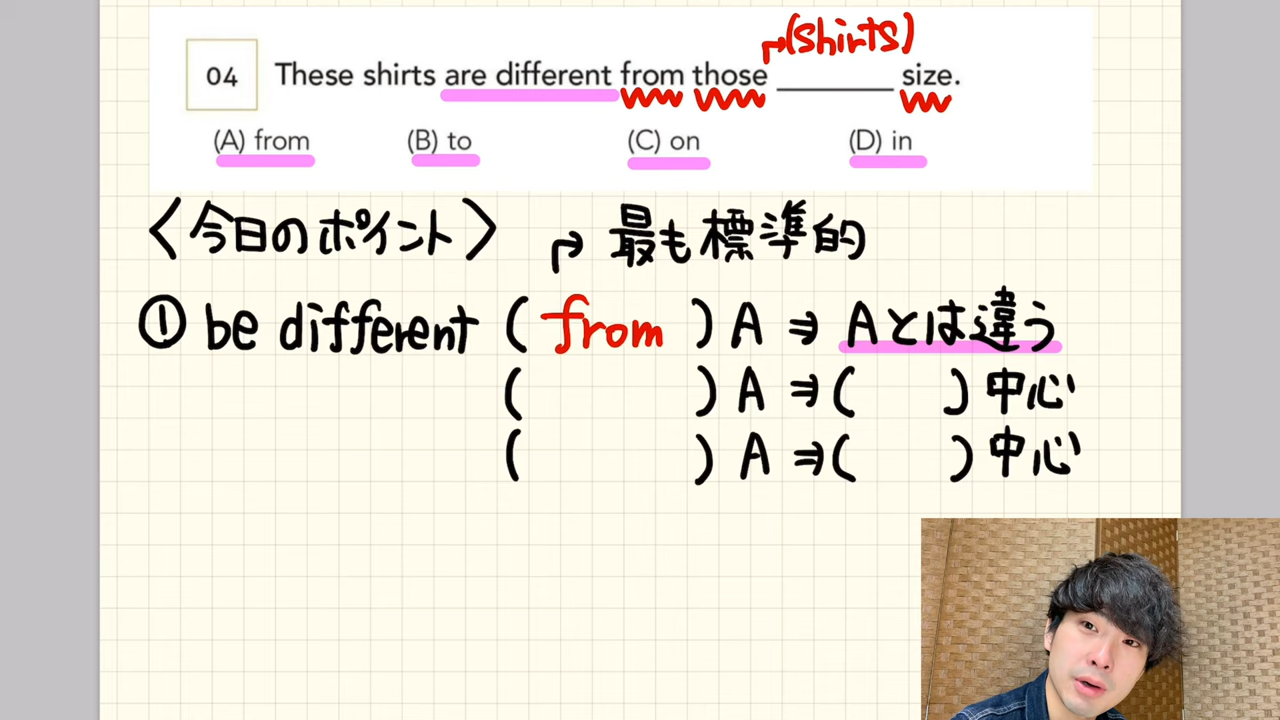 (shirts)
04 These shirts are different from those ________ size.
(A) from (B) to (C) on (D) in
〈今日のポイント〉 → 最も標準的
① be different ( from ) A ⇒ Aとは違う
( ) A ⇒ ( ) 中心
( ) A ⇒ ( ) 中心